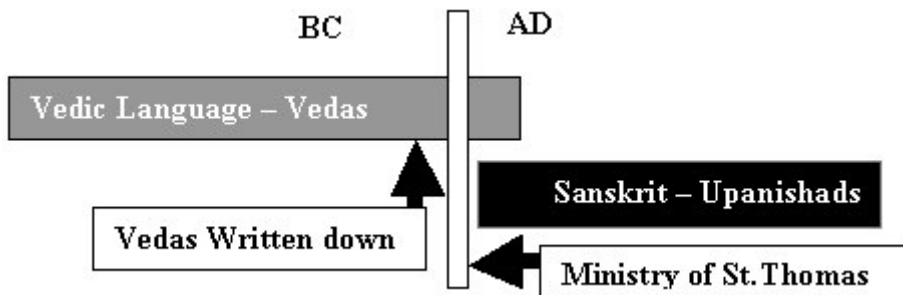 BC
AD
Vedic Language – Vedas
Sanskrit – Upanishads
Vedas Written down
Ministry of St. Thomas